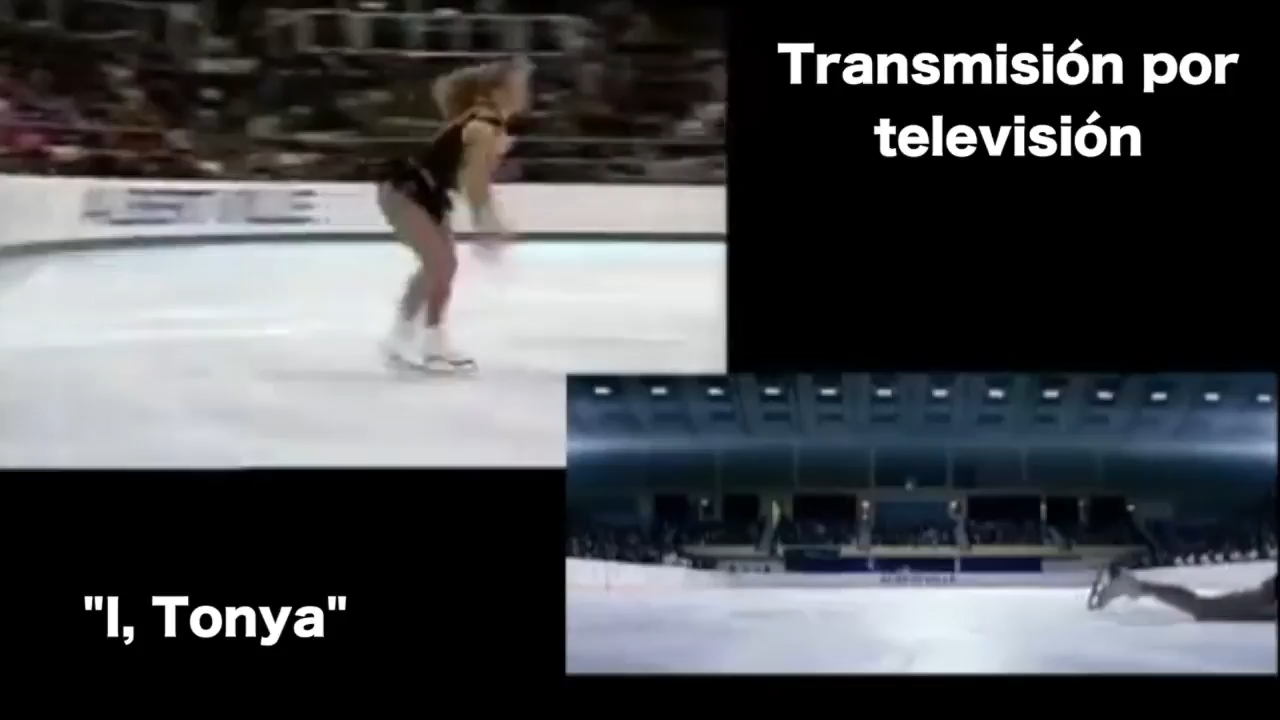 Transmisión por
televisión
"I, Tonya"